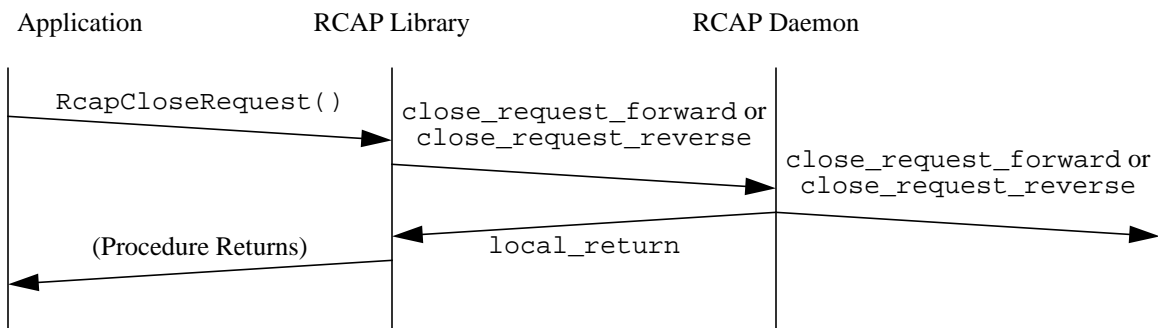 Application
RCAP Library
RCAP Daemon
RcapCloseRequest()
close_request_forward or
close_request_reverse
close_request_forward or
close_request_reverse
(Procedure Returns)
local_return